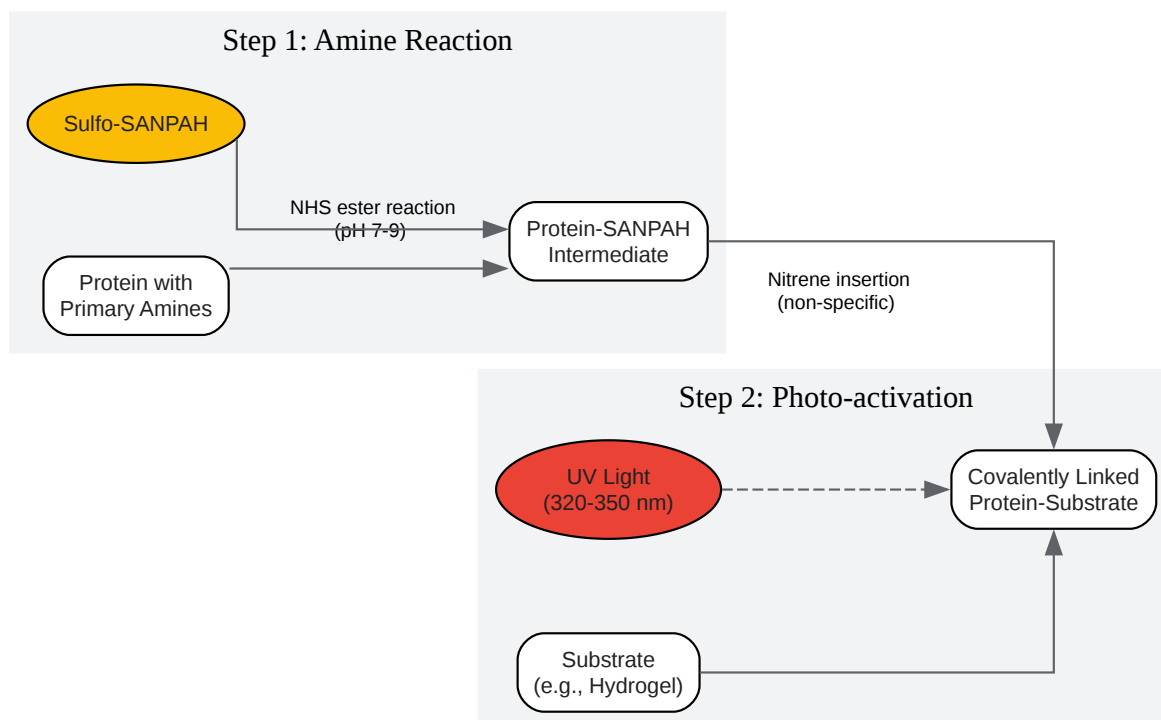 Step 1: Amine Reaction
Sulfo-SANPAH
NHS ester reaction
(pH 7-9)
Protein-SANPAH
Intermediate
Protein with
Primary Amines
Nitrene insertion
(non-specific)
Step 2: Photo-activation
UV Light
(320-350 nm)
Covalently Linked
Protein-Substrate
Substrate
(e.g., Hydrogel)